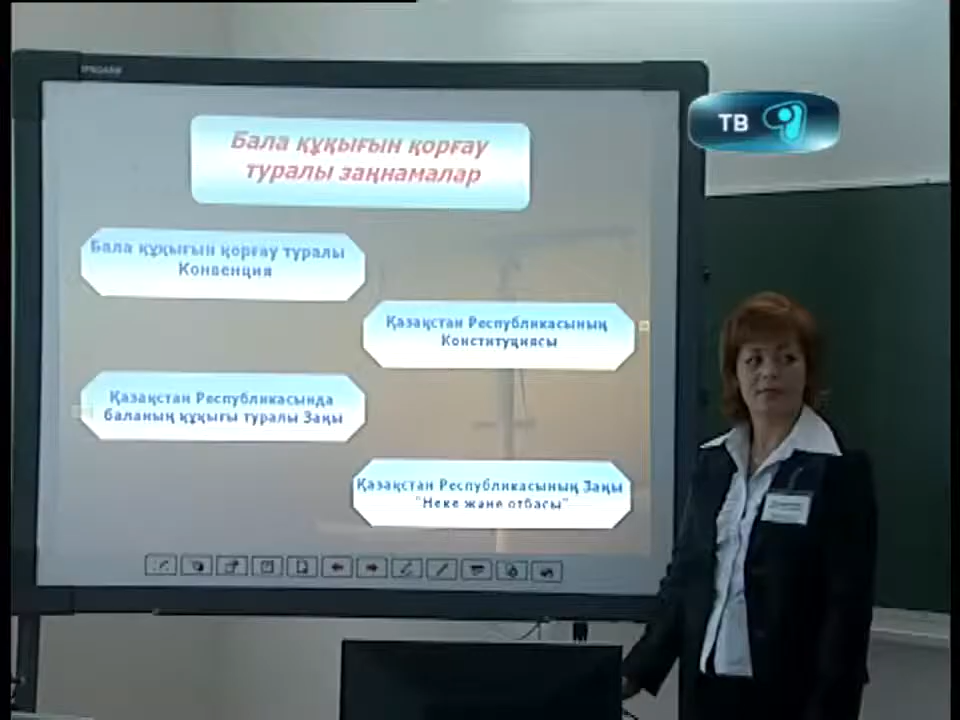 IPBOARD
ТВ
Бала құқығын қорғау
туралы заңнамалар
Бала құқығын қорғау туралы
Конвенция
Қазақстан Республикасының
Конституциясы
Қазақстан Республикасында
баланың құқығы туралы Заңы
Қазақстан Республикасының Заңы
"Неке және отбасы"